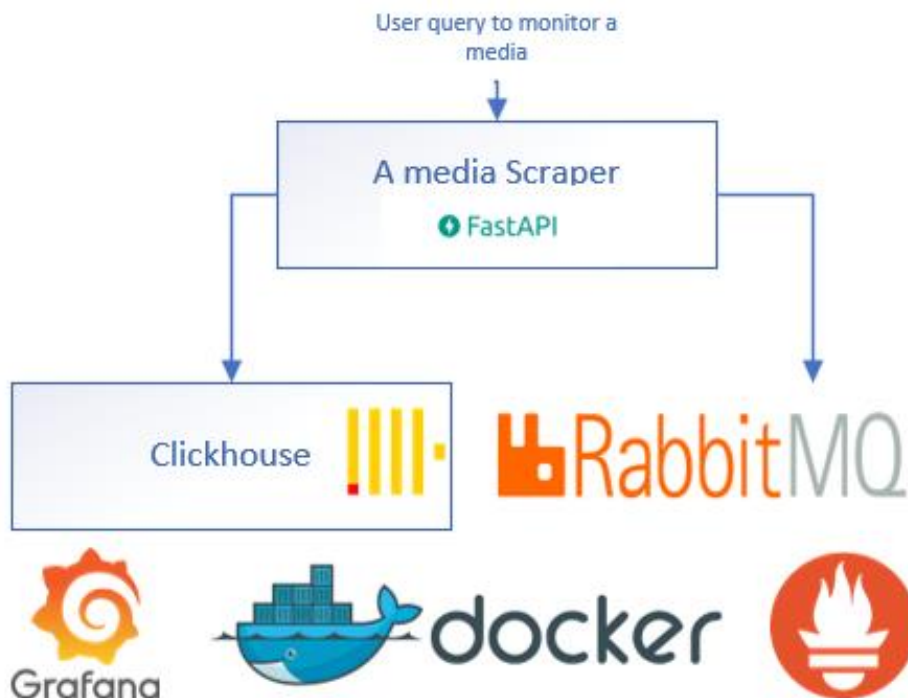 User query to monitor a
media
A media Scraper
FastAPI
Clickhouse
RabbitMQ
Grafana
docker